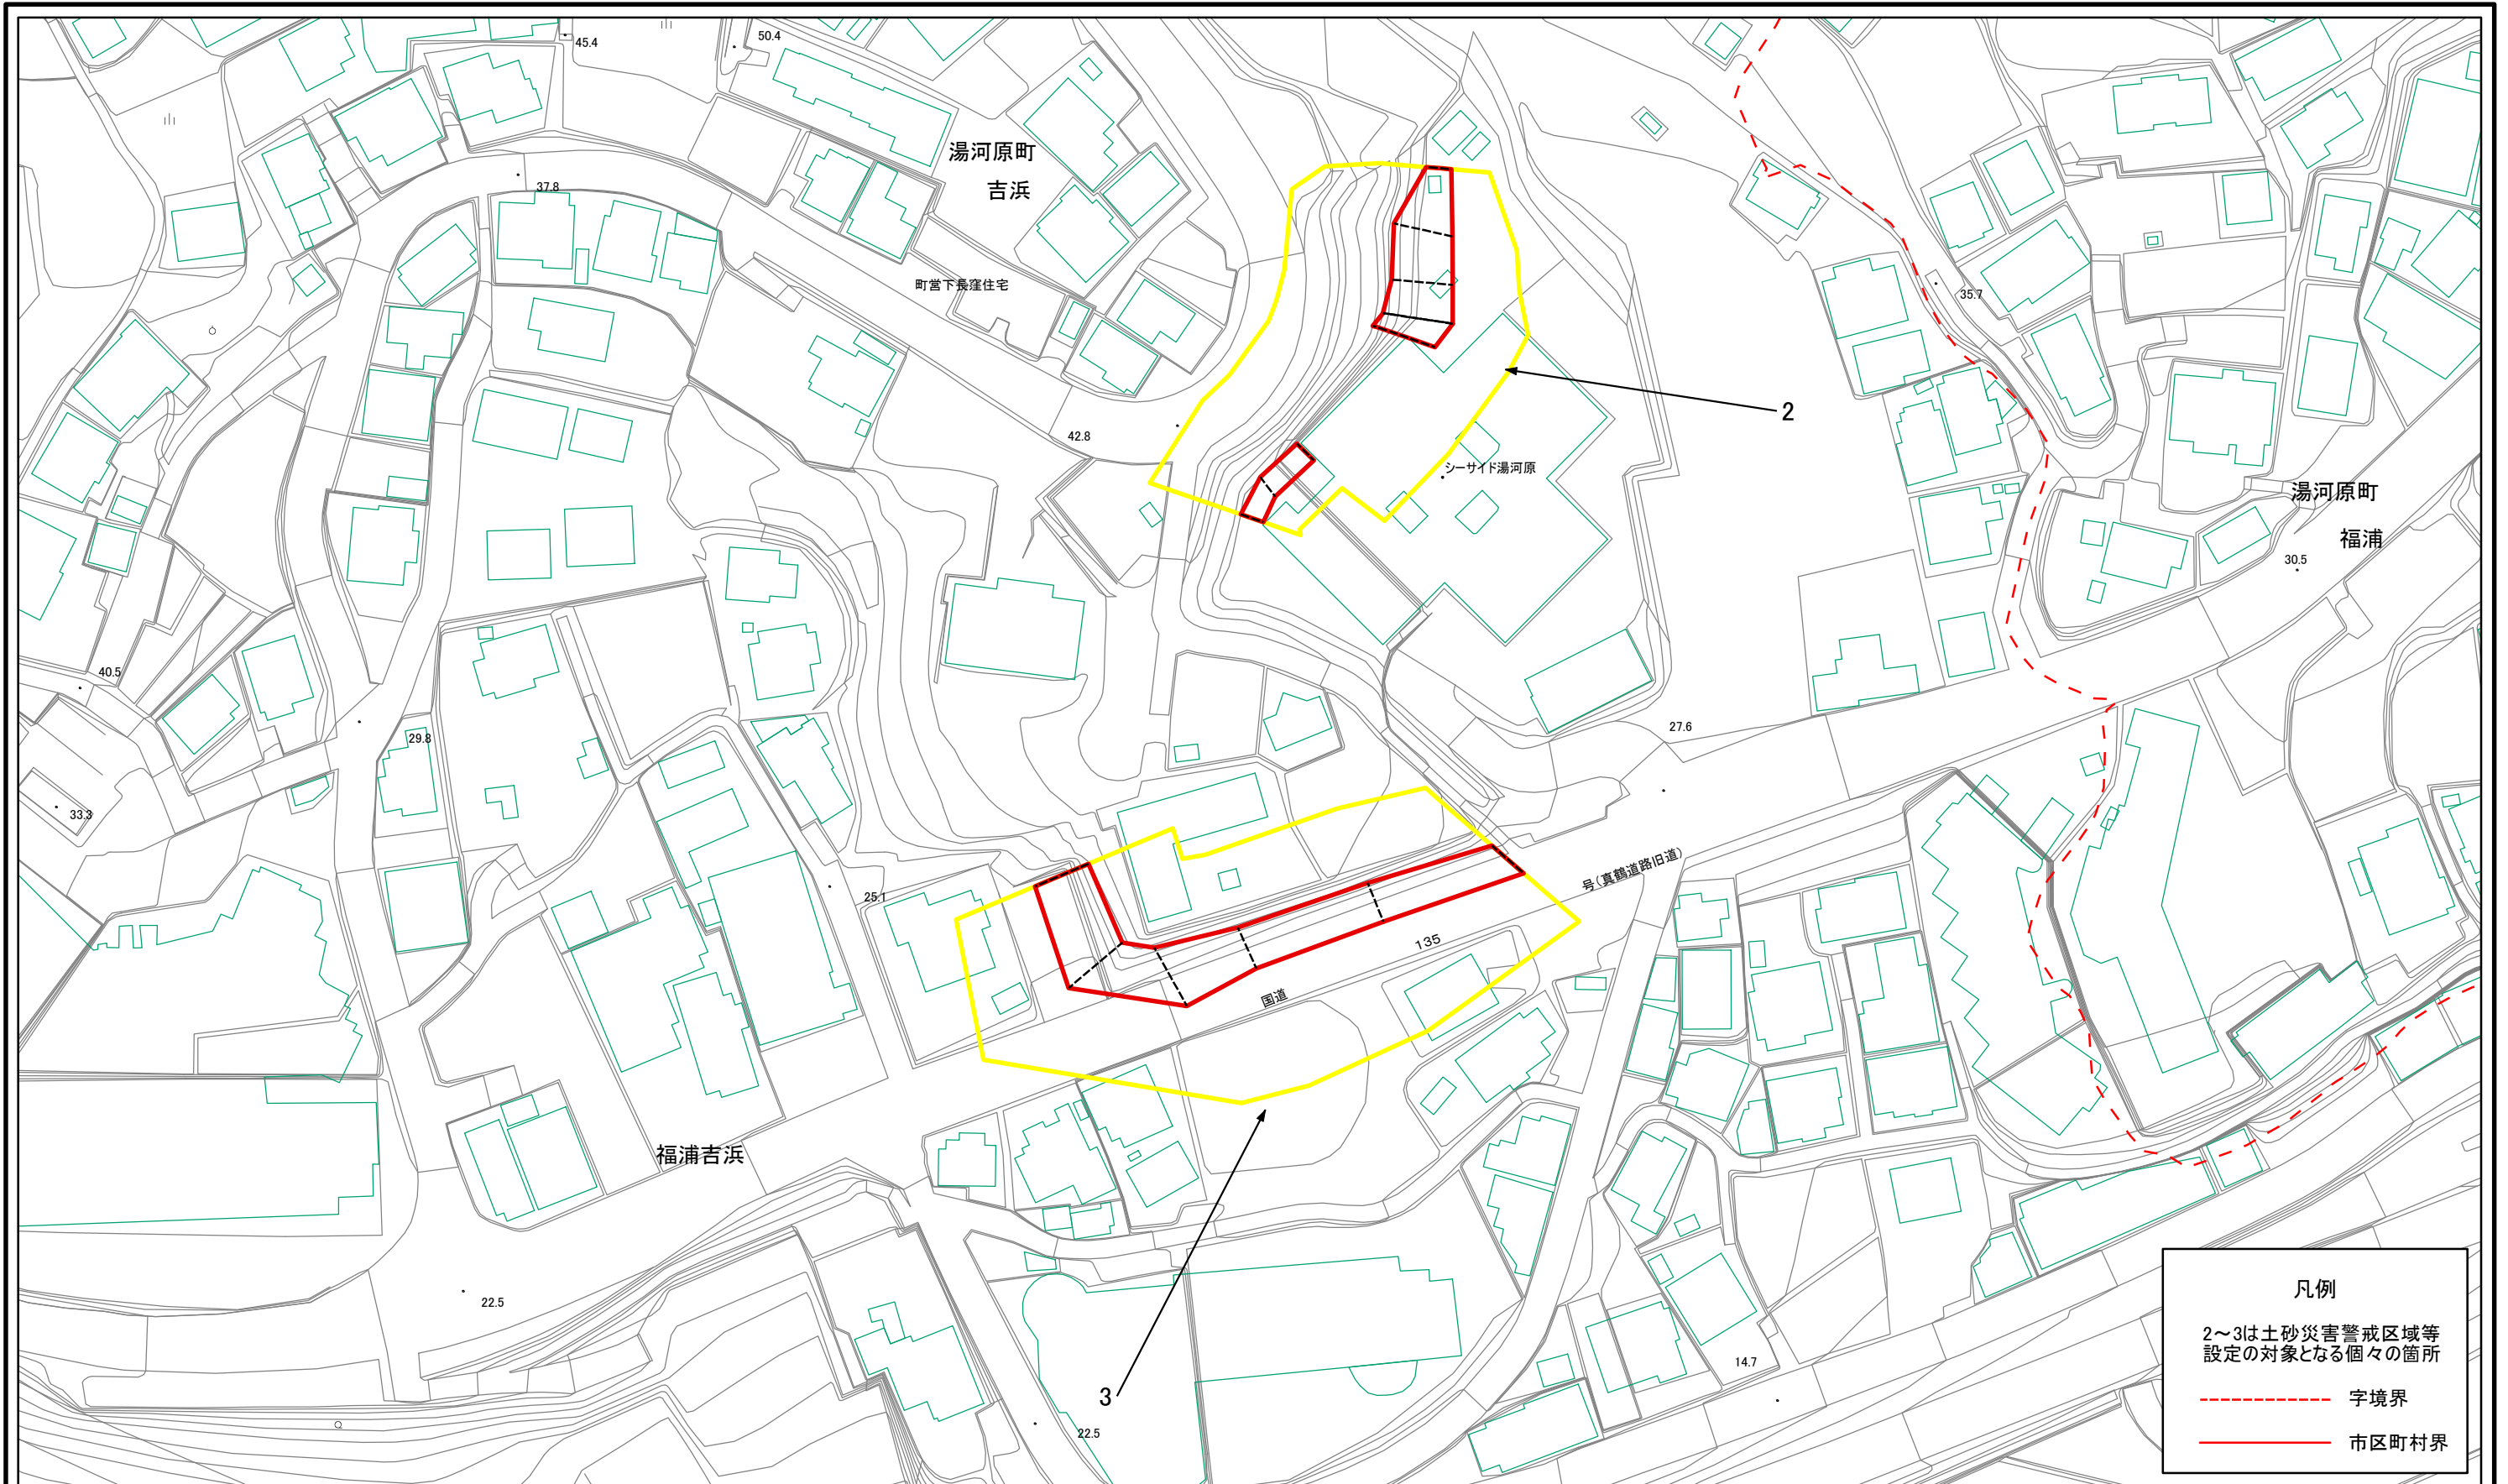 45.4
50.4
湯河原町
吉浜
37.8
町営下長窪住宅
35.7
2
42.8
シーサイド湯河原
湯河原町
福浦
30.5
40.5
29.8
27.6
33.3
号(真鶴道路旧道)
25.1
135
国道
福浦吉浜
22.5
3
22.5
14.7
凡例
2～3は土砂災害警戒区域等
設定の対象となる個々の箇所
字境界
市区町村界